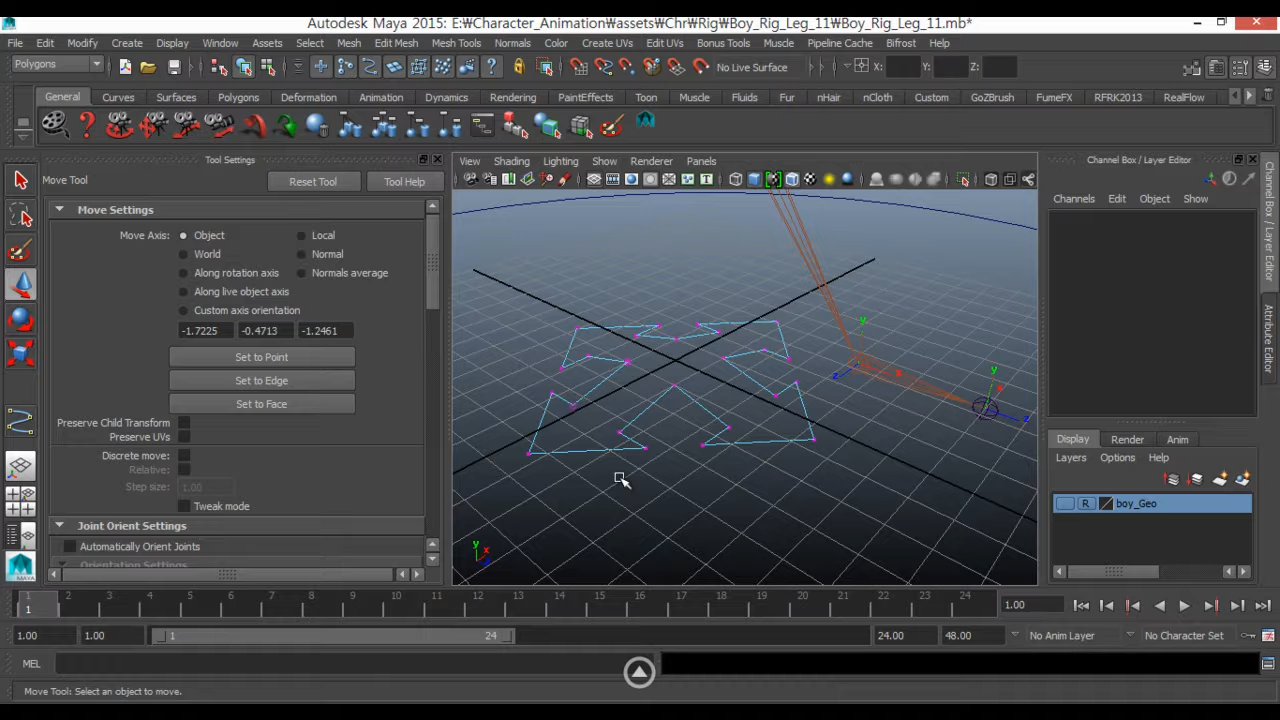 Autodesk Maya 2015: E:₩Character_Animation₩assets₩Chr₩Rig₩Boy_Rig_Leg_11₩Boy_Rig_Leg_11.mb*
File Edit Modify Create Display Window Assets Select Mesh Edit Mesh Mesh Tools Normals Color Create UVs Edit UVs Bonus Tools Muscle Pipeline Cache Bifrost Help
Polygons No Live Surface X: Y: Z:
General Curves Surfaces Polygons Deformation Animation Dynamics Rendering PaintEffects Toon Muscle Fluids Fur nHair nCloth Custom GoZBrush FumeFX RFRK2013 RealFlow
Tool Settings
Move Tool Reset Tool Tool Help
Move Settings
Move Axis: Object Local
World Normal
Along rotation axis Normals average
Along live object axis
Custom axis orientation
-1.7225 -0.4713 -1.2461
Set to Point
Set to Edge
Set to Face
Preserve Child Transform
Preserve UVs
Discrete move:
Relative:
Step size: 1.00
Tweak mode
Joint Orient Settings
Automatically Orient Joints
Orientation Settings
View Shading Lighting Show Renderer Panels
y
x
z
y
x
z
y
x
Channel Box / Layer Editor
Channels Edit Object Show
Channel Box / Layer Editor
Attribute Editor
Display Render Anim
Layers Options Help
R boy_Geo
1 2 3 4 5 6 7 8 9 10 11 12 13 14 15 16 17 18 19 20 21 22 23 24
1 1.00
1.00 1.00 1 24 24.00 48.00 No Anim Layer No Character Set
MEL
Move Tool: Select an object to move.